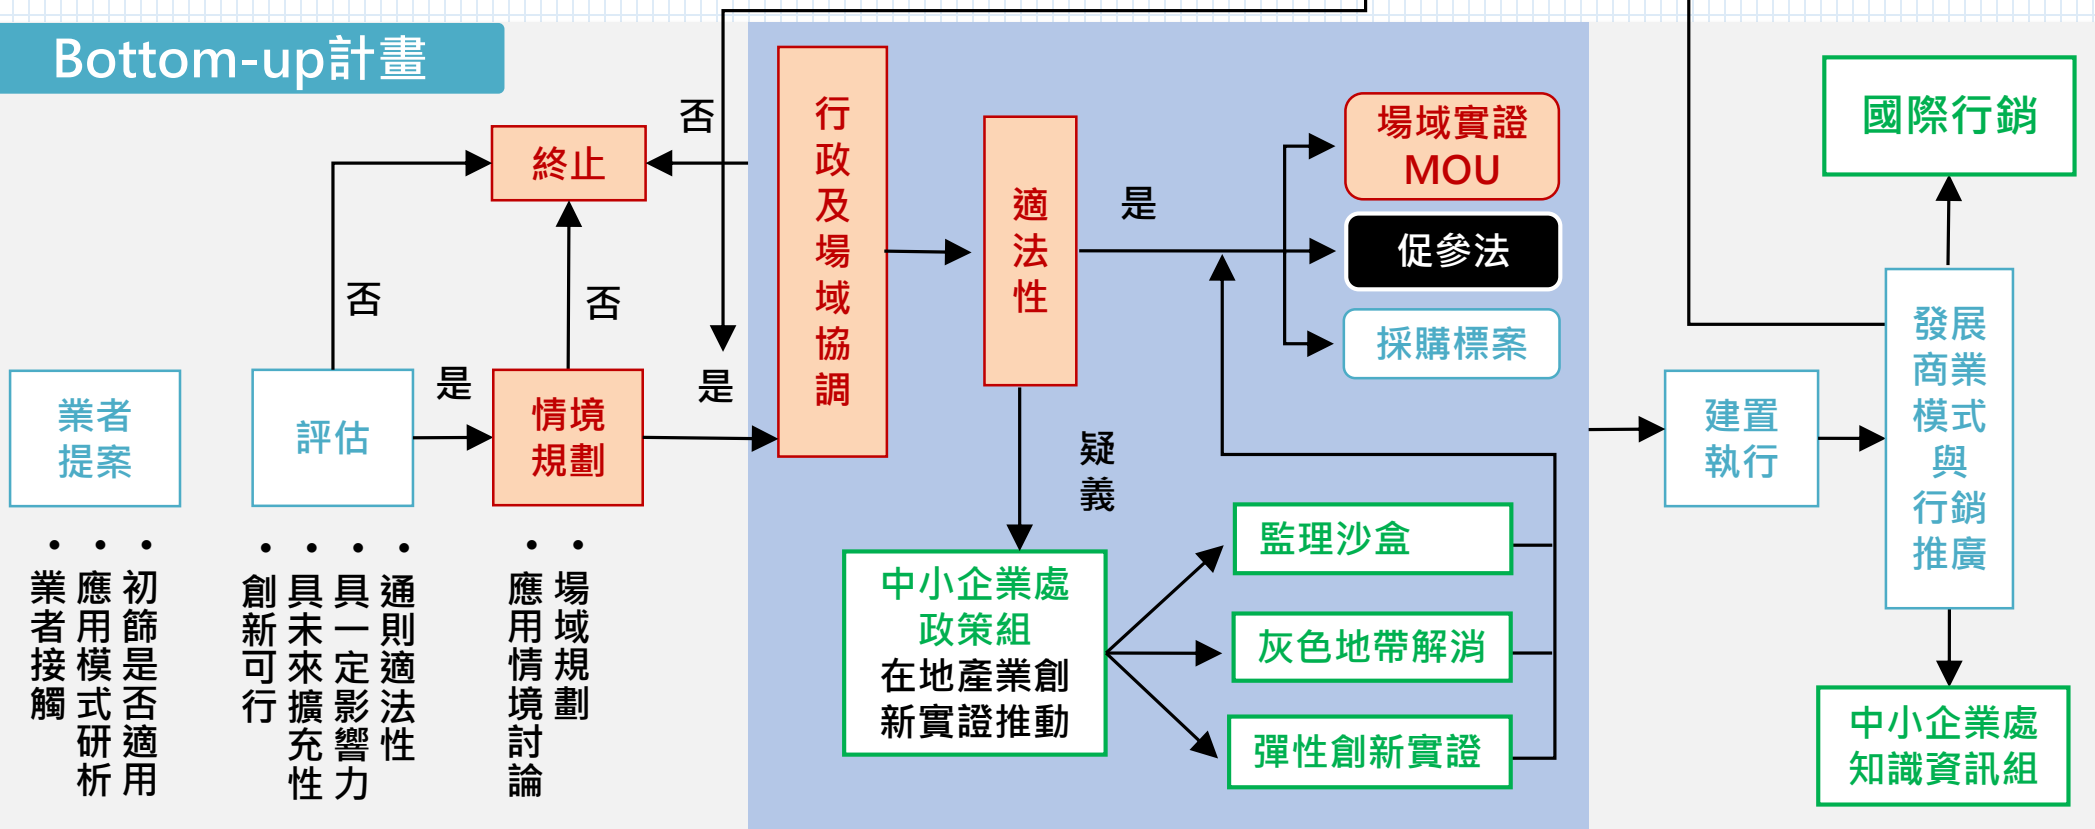 Bottom-up計畫
業者
提案
・業者接觸
・應用模式研析
・初篩是否適用
評估
・創新可行
・具未來擴充性
・具一定影響力
・通則適法性
否
是
終止
否
情境
規劃
・應用情境討論
・場域規劃
否
是
行政及場域協調
適法性
是
疑義
場域實證
MOU
促參法
採購標案
中小企業處
政策組
在地產業創
新實證推動
監理沙盒
灰色地帶解消
彈性創新實證
建置
執行
發展
商業
模式
與
行銷
推廣
國際行銷
中小企業處
知識資訊組